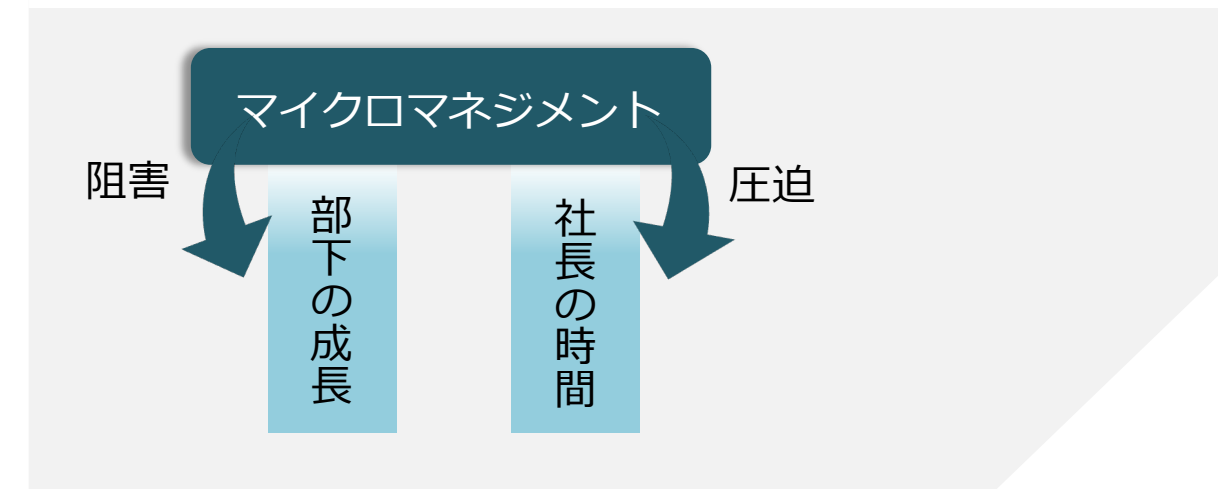 マイクロマネジメント
阻害
圧迫
部下の成長
社長の時間